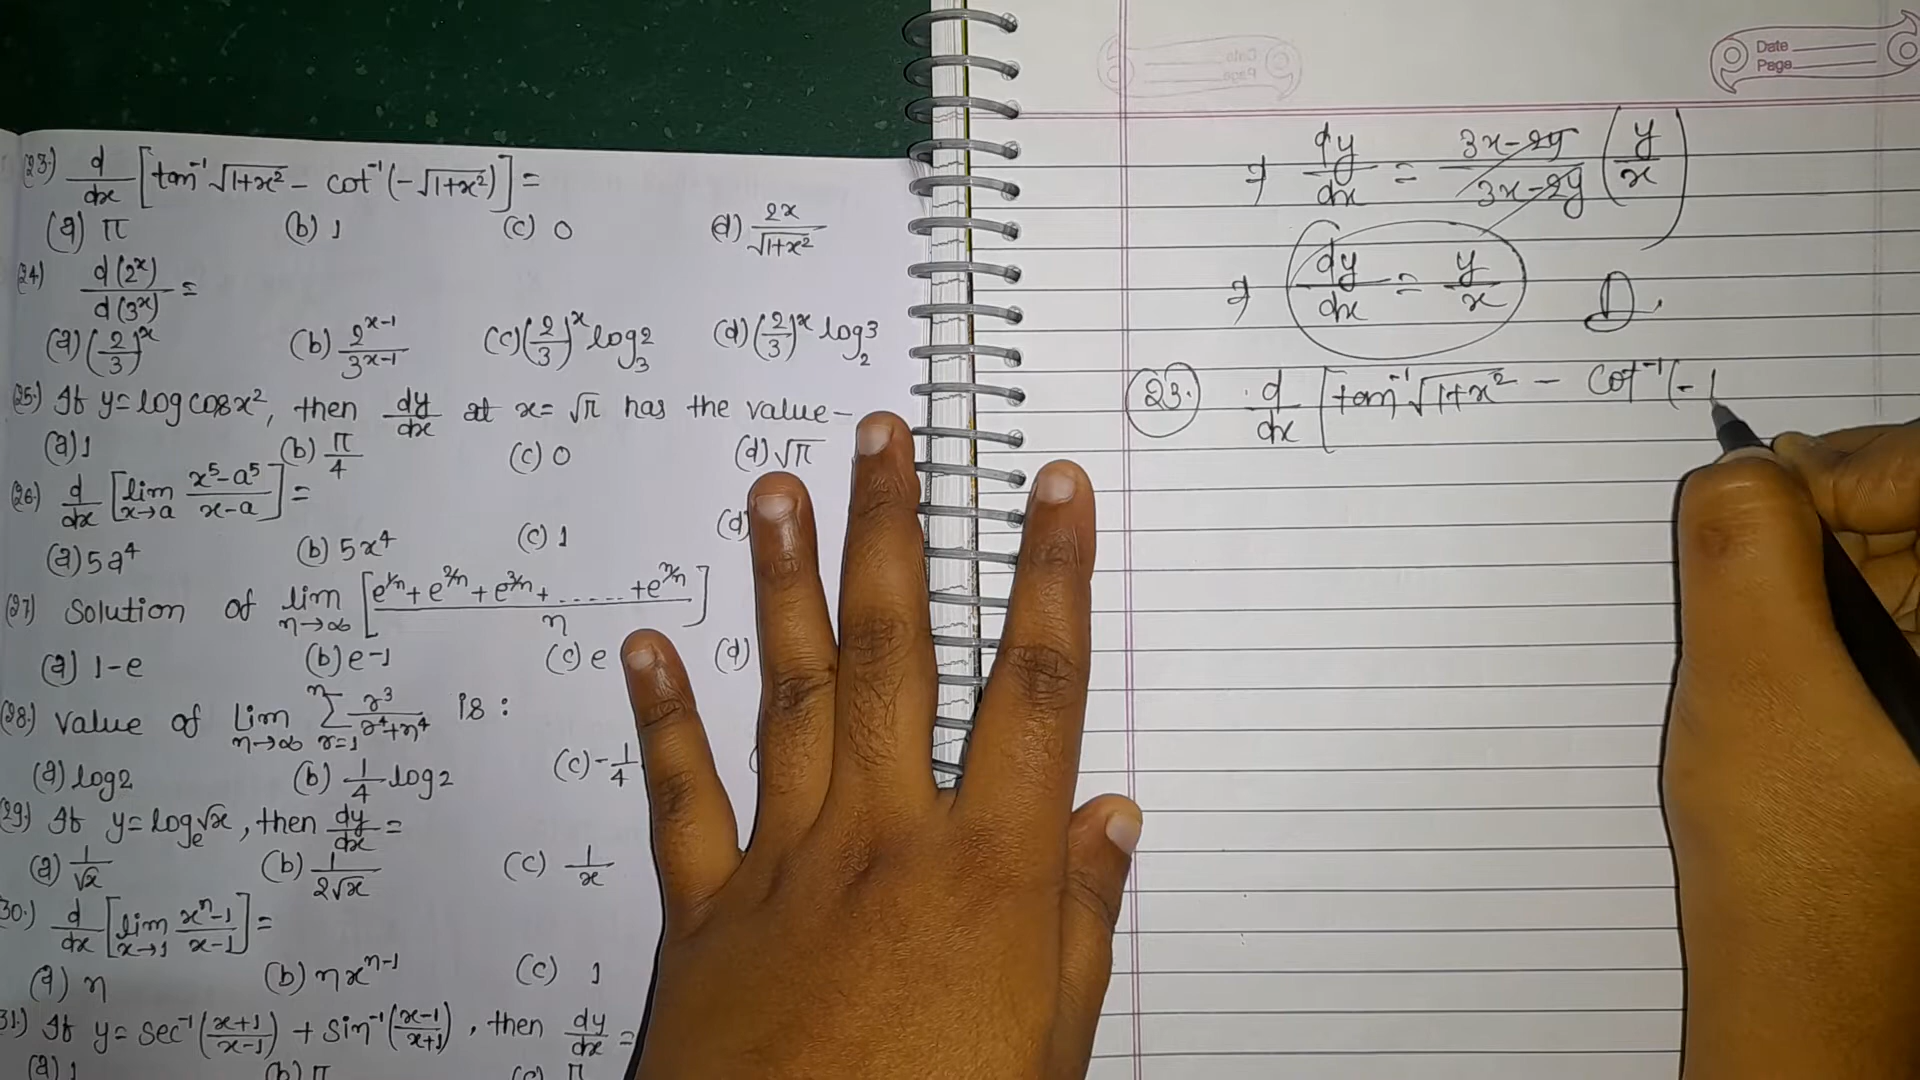 23.) d/dx [tan⁻¹ √(1+x²) - cot⁻¹(-√(1+x²))] =
(a) π (b) 1 (c) 0 (d) 2x/√(1+x²)
24) d(2ˣ)/d(3ˣ) =
(a) (2/3)ˣ (b) 2ˣ⁻¹/3ˣ⁻¹ (c) (2/3)ˣ log₃2 (d) (2/3)ˣ log₂3
25.) If y = log cos x², then dy/dx at x = √π has the value -
(a) 1 (b) π/4 (c) 0 (d) √π
26.) d/dx [lim x→a (x⁵-a⁵)/(x-a)] =
(a) 5a⁴ (b) 5x⁴ (c) 1 (d)
27) Solution of lim n→∞ [(e^(1/n) + e^(2/n) + e^(3/n) + ...... + e^(n/n))/n]
(a) 1-e (b) e-1 (c) e (d)
28.) Value of Lim n→∞ Σ r=1 n r³/(r⁴+n⁴) is :
(a) log2 (b) 1/4 log2 (c) -1/4
29.) If y = logₑ√x, then dy/dx =
(a) 1/√x (b) 1/2√x (c) 1/x
30.) d/dx [lim x→1 (xⁿ-1)/(x-1)] =
(a) n (b) nxⁿ⁻¹ (c) 1
31.) If y = sec⁻¹((x+1)/(x-1)) + sin⁻¹((x-1)/(x+1)), then dy/dx =
(a) 1 (b) π (c) π
Date
Page
⇒ dy/dx = (3x-2y)/(3x-2y) (y/x)
⇒ dy/dx = y/x D.
23. d/dx [tan⁻¹ √(1+x²) - cot⁻¹(-